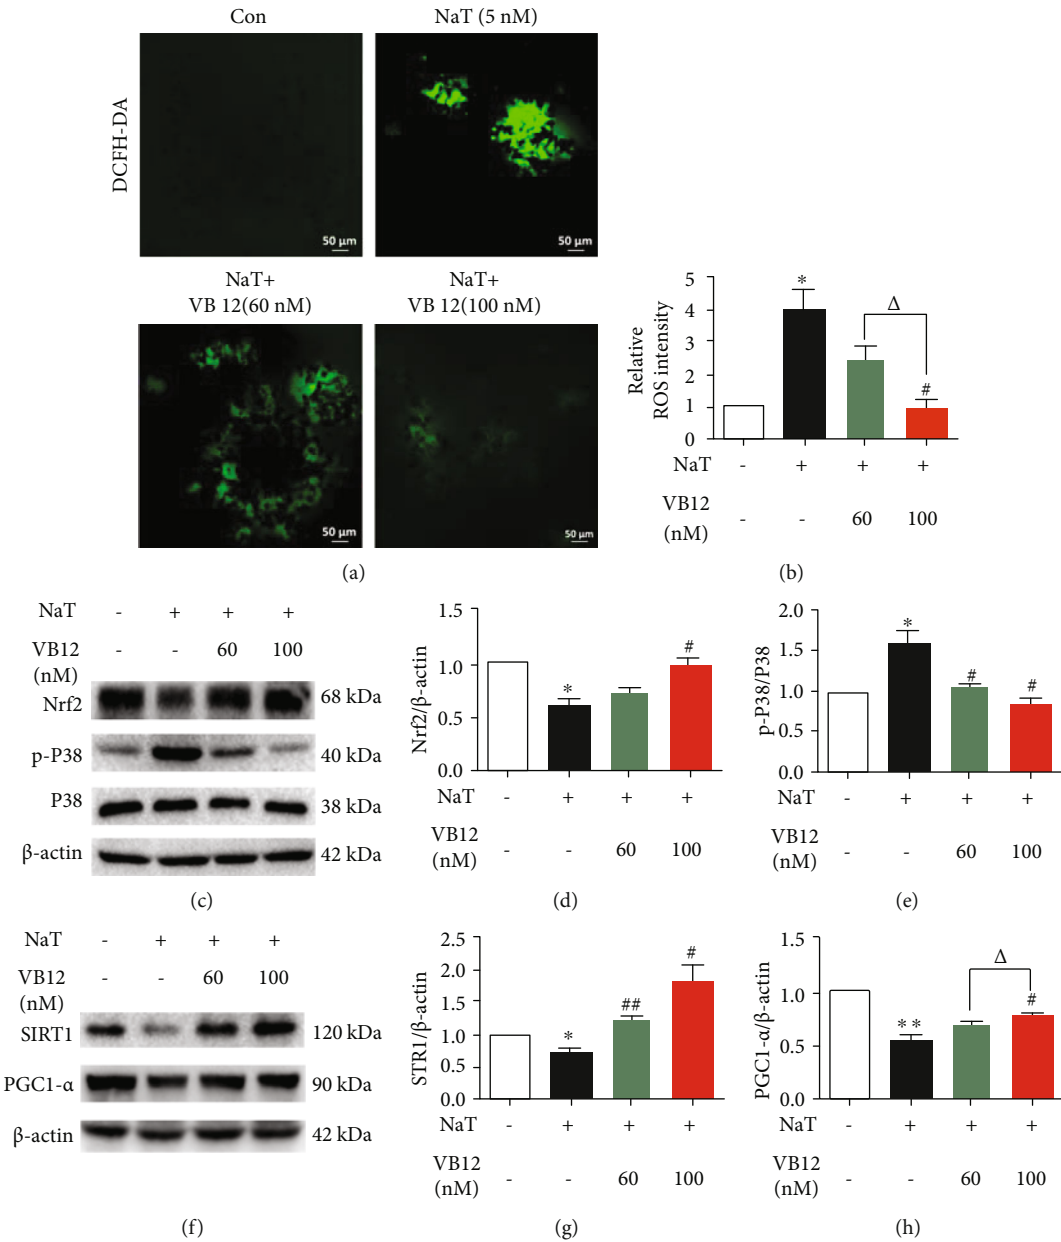 Con
NaT (5 nM)
DCFH-DA
50 µm
50 µm
NaT+
VB 12(60 nM)
NaT+
VB 12(100 nM)
50 µm
50 µm
(a)
Relative
ROS intensity
5
4
3
2
1
0
*
Δ
#
NaT - + + +
VB12
(nM)
- - 60 100
(b)
NaT - + + +
VB12
(nM)
- - 60 100
Nrf2 68 kDa
p-P38 40 kDa
P38 38 kDa
β-actin 42 kDa
(c)
Nrf2/β-actin
1.5
1.0
0.5
0.0
*
#
NaT - + + +
VB12
(nM)
- - 60 100
(d)
p-P38/P38
2.0
1.5
1.0
0.5
0.0
*
#
#
NaT - + + +
VB12
(nM)
- - 60 100
(e)
NaT - + + +
VB12
(nM)
- - 60 100
SIRT1 120 kDa
PGC1-α 90 kDa
β-actin 42 kDa
(f)
STR1/β-actin
2.5
2.0
1.5
1.0
0.5
0.0
*
##
#
NaT - + + +
VB12
(nM)
- - 60 100
(g)
PGC1-α/β-actin
1.5
1.0
0.5
0.0
**
Δ
#
NaT - + + +
VB12
(nM)
- - 60 100
(h)